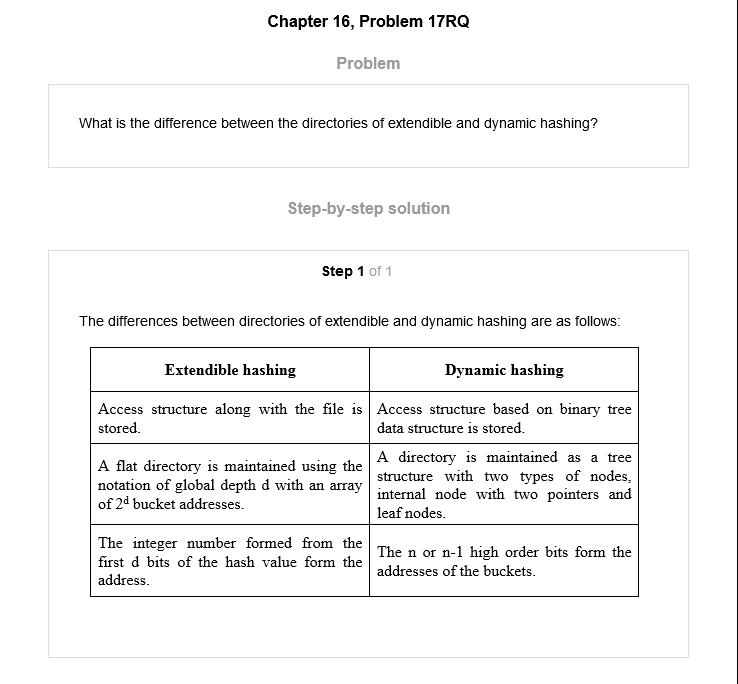 Chapter 16, Problem 17RQ
Problem
What is the difference between the directories of extendible and dynamic hashing?
Step-by-step solution
Step 1 of 1
The differences between directories of extendible and dynamic hashing are as follows:
Extendible hashing
Dynamic hashing
Access structure along with the file is
stored.
Access structure based on binary tree
data structure is stored.
A flat directory is maintained using the
notation of global depth d with an array
of 2ᵈ bucket addresses.
A directory is maintained as a tree
structure with two types of nodes,
internal node with two pointers and
leaf nodes.
The integer number formed from the
first d bits of the hash value form the
address.
The n or n-1 high order bits form the
addresses of the buckets.